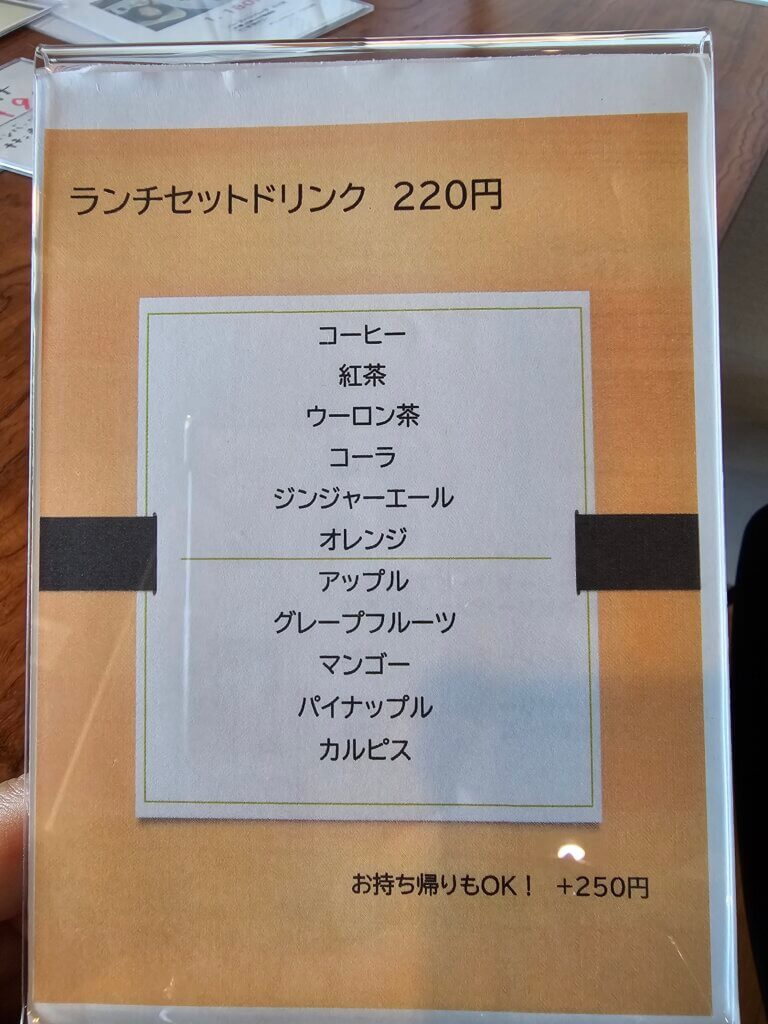 ランチセットドリンク 220円
コーヒー
紅茶
ウーロン茶
コーラ
ジンジャーエール
オレンジ
アップル
グレープフルーツ
マンゴー
パイナップル
カルピス
お持ち帰りもOK! +250円